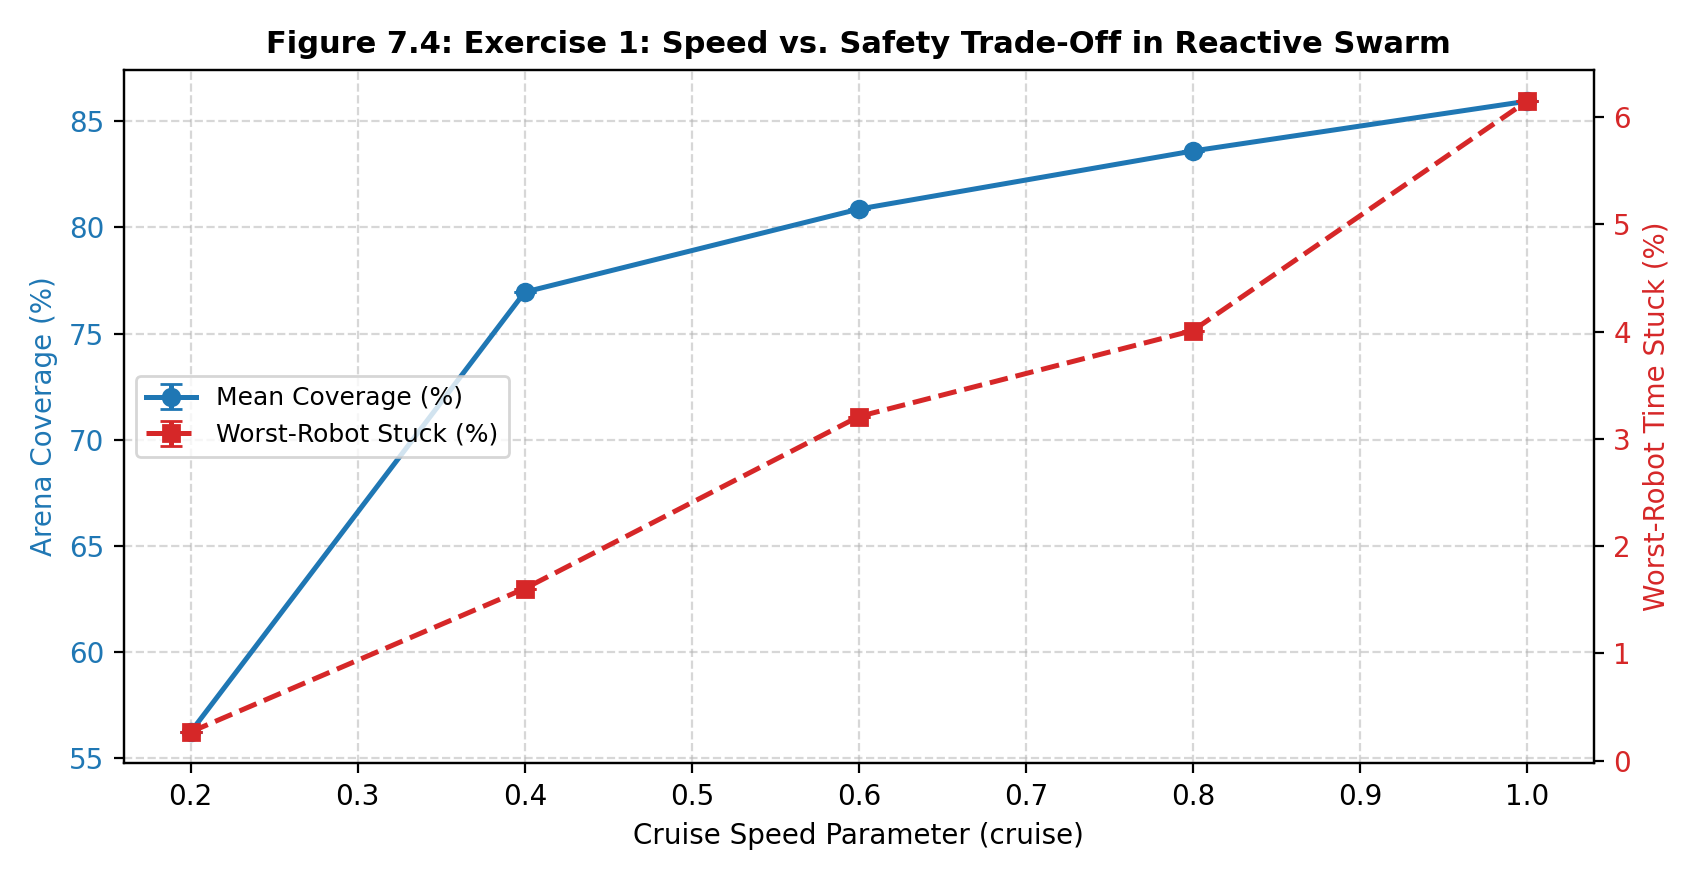 Figure 7.4: Exercise 1: Speed vs. Safety Trade-Off in Reactive Swarm
Arena Coverage (%)
85
80
75
70
65
60
55
Mean Coverage (%)
Worst-Robot Stuck (%)
6
5
4
3
2
1
0
Worst-Robot Time Stuck (%)
0.2 0.3 0.4 0.5 0.6 0.7 0.8 0.9 1.0
Cruise Speed Parameter (cruise)